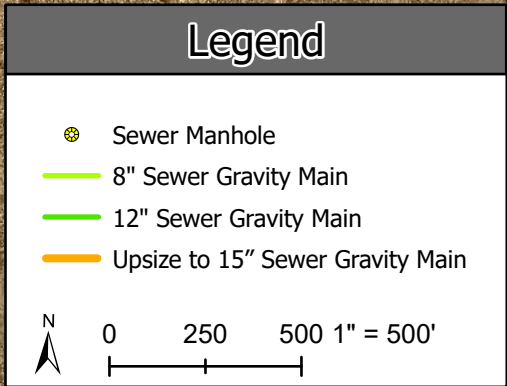 Legend
Sewer Manhole
8" Sewer Gravity Main
12" Sewer Gravity Main
Upsize to 15” Sewer Gravity Main
N
0 250 500 1" = 500'